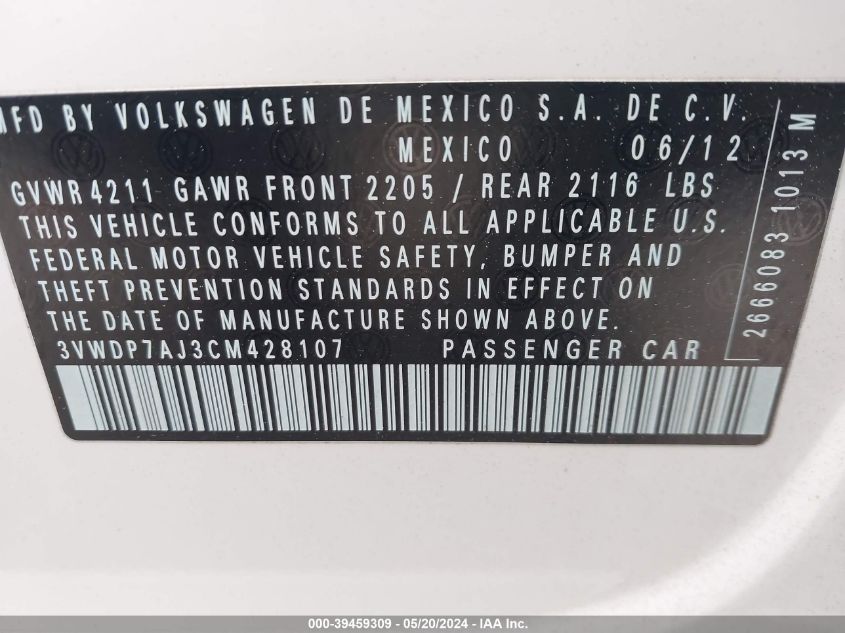 MFD BY VOLKSWAGEN DE MEXICO S.A. DE C.V.
MEXICO 06/12
GVWR 4211 GAWR FRONT 2205 / REAR 2116 LBS
THIS VEHICLE CONFORMS TO ALL APPLICABLE U.S.
FEDERAL MOTOR VEHICLE SAFETY, BUMPER AND
THEFT PREVENTION STANDARDS IN EFFECT ON
THE DATE OF MANUFACTURE SHOWN ABOVE.
3VWDP7AJ3CM428107 PASSENGER CAR
2666083 1013 M
000-39459309 - 05/20/2024 - IAA Inc.